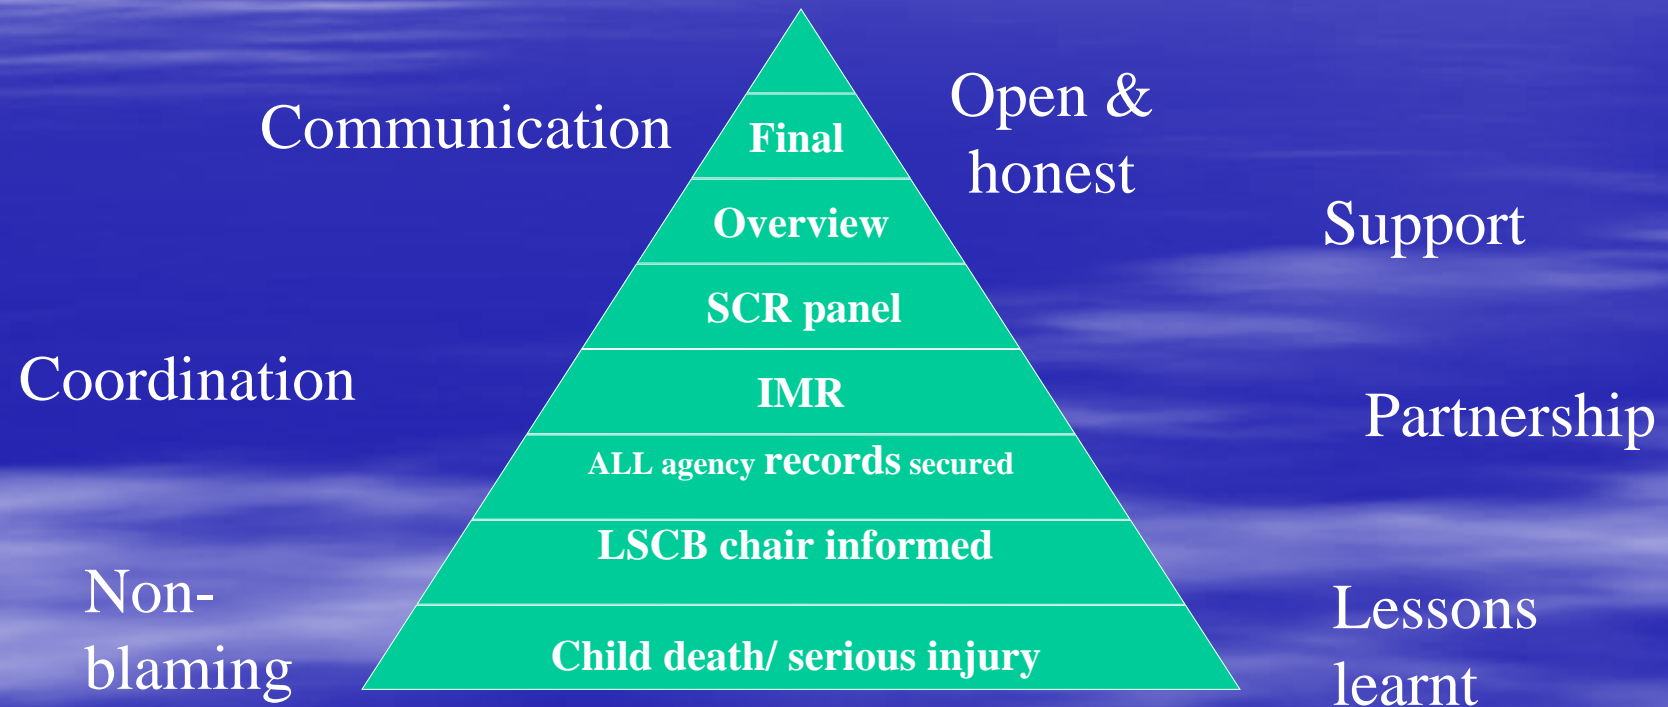 Communication
Open &
honest
Support
Final
Overview
SCR panel
Coordination
IMR
Partnership
ALL agency records secured
LSCB chair informed
Non-
blaming
Lessons
learnt
Child death/ serious injury